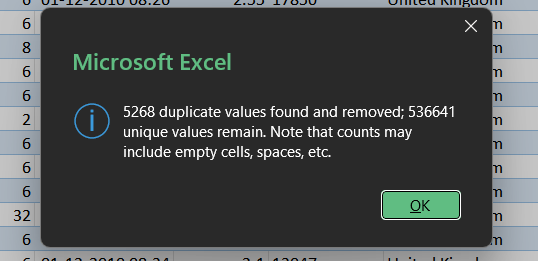 6 01-12-2010 08:26 2.55 17850 United Kingdom
6 m
Microsoft Excel
8 m
6 m
6 m
5268 duplicate values found and removed; 536641
2 m
unique values remain. Note that counts may
6 m
include empty cells, spaces, etc.
6 m
6 m
OK
32 m
6 m
6 01-12-2010 08:34 2.1 13047 United Kingdom